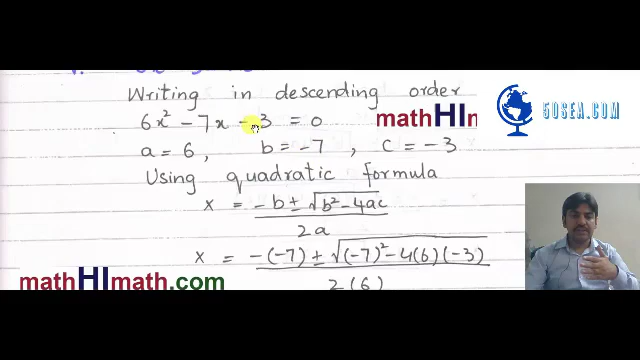 Writing in descending order
6x² - 7x - 3 = 0
mathHI
50SEA.COM
a = 6, b = -7, c = -3
Using quadratic formula
x = -b ± √b² - 4ac
2a
x = -(-7) ± √(-7)² - 4(6)(-3)
2(6)
mathHImath.com